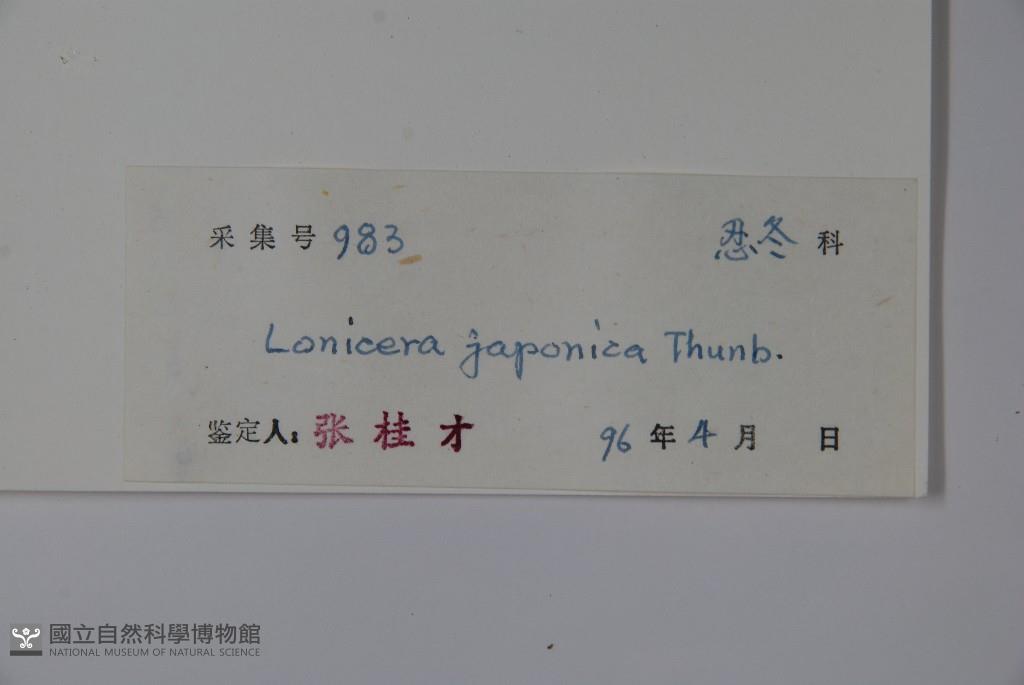 采集号 983 忍冬 科
Lonicera japonica Thunb.
鉴定人: 张桂才 96 年 4 月 日
國立自然科學博物館
NATIONAL MUSEUM OF NATURAL SCIENCE